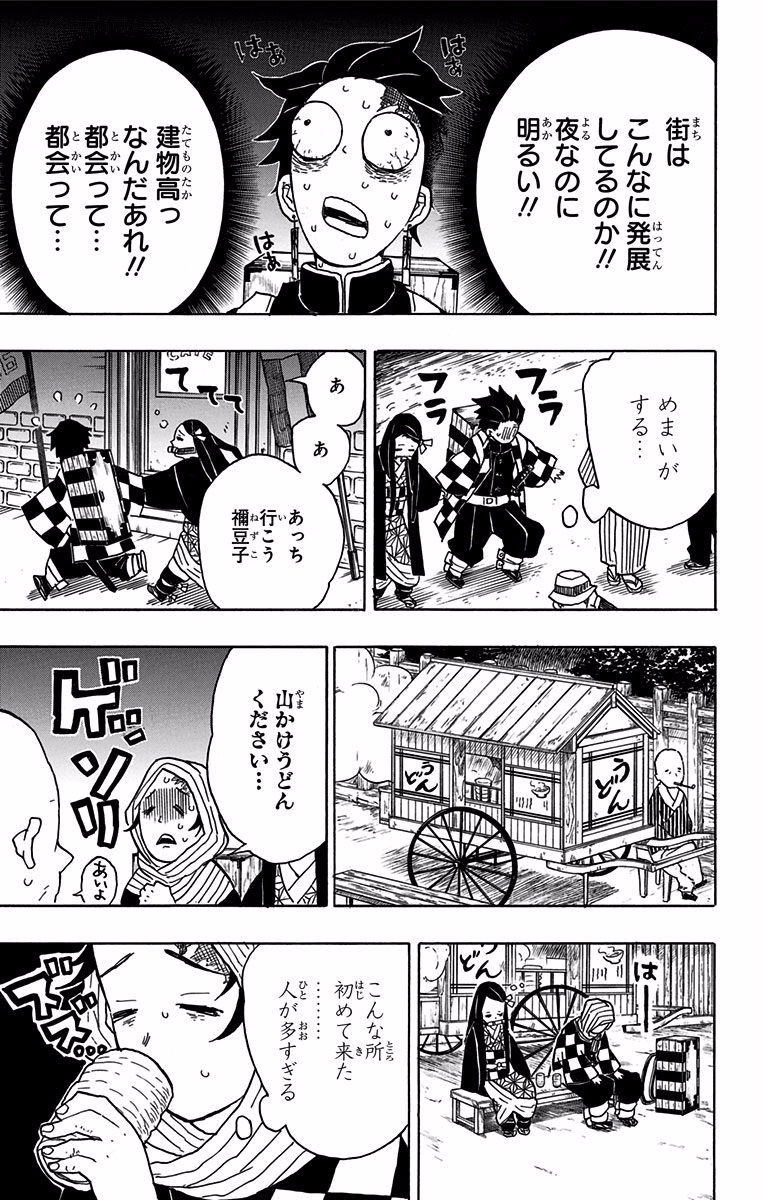 街は
こんなに発展
してるのか!!
夜なのに
明るい!!
はぁ
はぁ
はぁ
建物高っ
なんだあれ!!
都会って…
都会って…
めまいが
する…
フラ
フラ
あ
あ
あっち
行こう
禰豆子
ててて
CAFE
うどん
うどん
山かけうどん
ください…
ゲッソリ
あいよ
は――
うどん
こんな所
初めて来た
………
人が多すぎる
ズズズ…